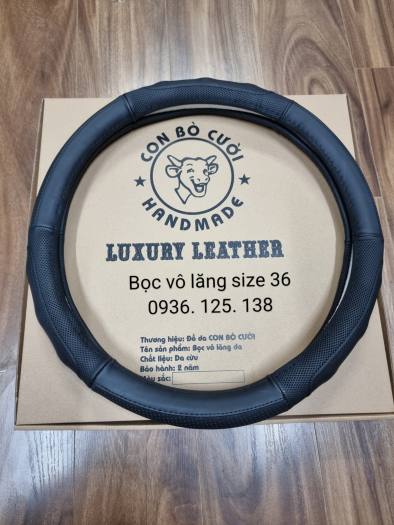 CON BÒ CƯỜI
HANDMADE
LUXURY LEATHER
Bọc vô lăng size 36
0936. 125. 138
Thương hiệu: Đồ da CON BÒ CƯỜI
Tên sản phẩm: Bọc vô lăng da
Chất liệu: Da cừu
Bảo hành: 2 năm
Màu sắc: